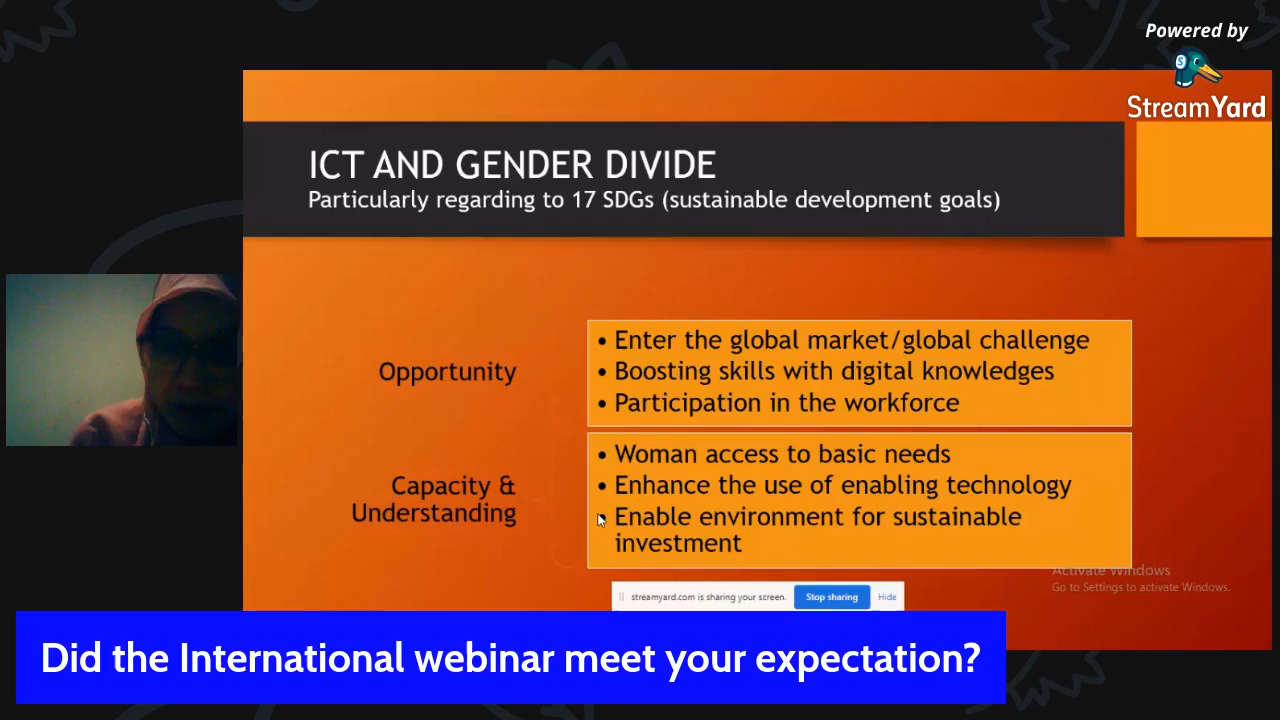 Powered by
StreamYard
ICT AND GENDER DIVIDE
Particularly regarding to 17 SDGs (sustainable development goals)
Opportunity
• Enter the global market/global challenge
• Boosting skills with digital knowledges
• Participation in the workforce
Capacity &
Understanding
• Woman access to basic needs
• Enhance the use of enabling technology
• Enable environment for sustainable
investment
Activate Windows
Go to Settings to activate Windows.
streamyard.com is sharing your screen. Stop sharing Hide
Did the International webinar meet your expectation?